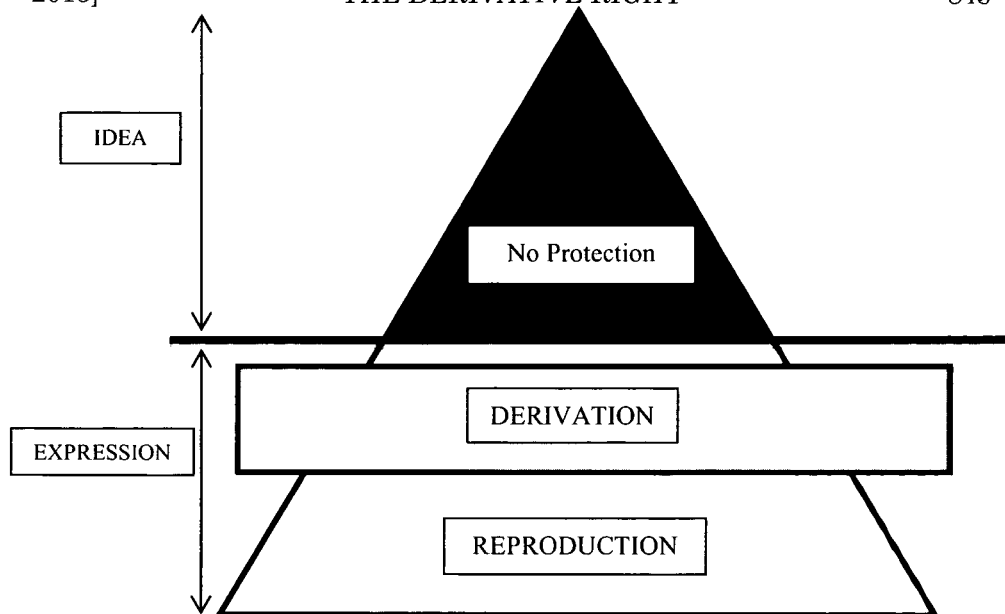 THE DERIVATIVE RIGHT
IDEA
No Protection
DERIVATION
EXPRESSION
REPRODUCTION